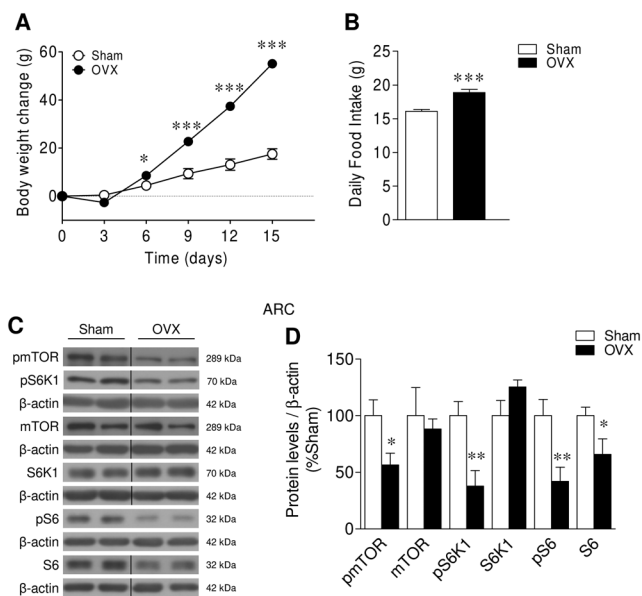 A
Sham
OVX
Body weight change (g)
60
40
20
0
*
***
***
***
0 3 6 9 12 15
Time (days)
B
Sham
OVX
Daily Food Intake (g)
25
20
15
10
5
0
***
C
ARC
Sham OVX
pmTOR 289 kDa
pS6K1 70 kDa
β-actin 42 kDa
mTOR 289 kDa
β-actin 42 kDa
S6K1 70 kDa
β-actin 42 kDa
pS6 32 kDa
β-actin 42 kDa
S6 32 kDa
β-actin 42 kDa
D
Sham
OVX
Protein levels / β-actin
(%Sham)
150
100
50
0
*
**
**
*
pmTOR mTOR pS6K1 S6K1 pS6 S6